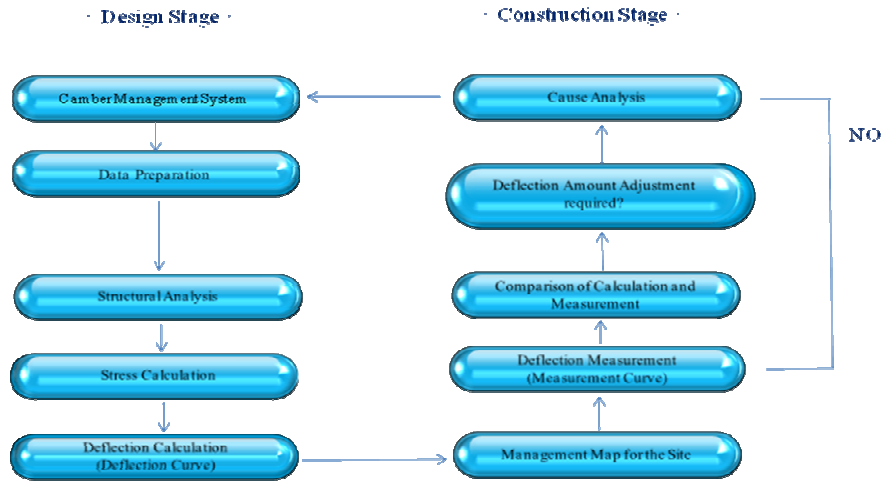 · Design Stage ·
Camber Management System
Data Preparation
Structural Analysis
Stress Calculation
Deflection Calculation
(Deflection Curve)
· Construction Stage ·
Cause Analysis
Deflection Amount Adjustment
required?
Comparison of Calculation and
Measurement
Deflection Measurement
(Measurement Curve)
Management Map for the Site
NO